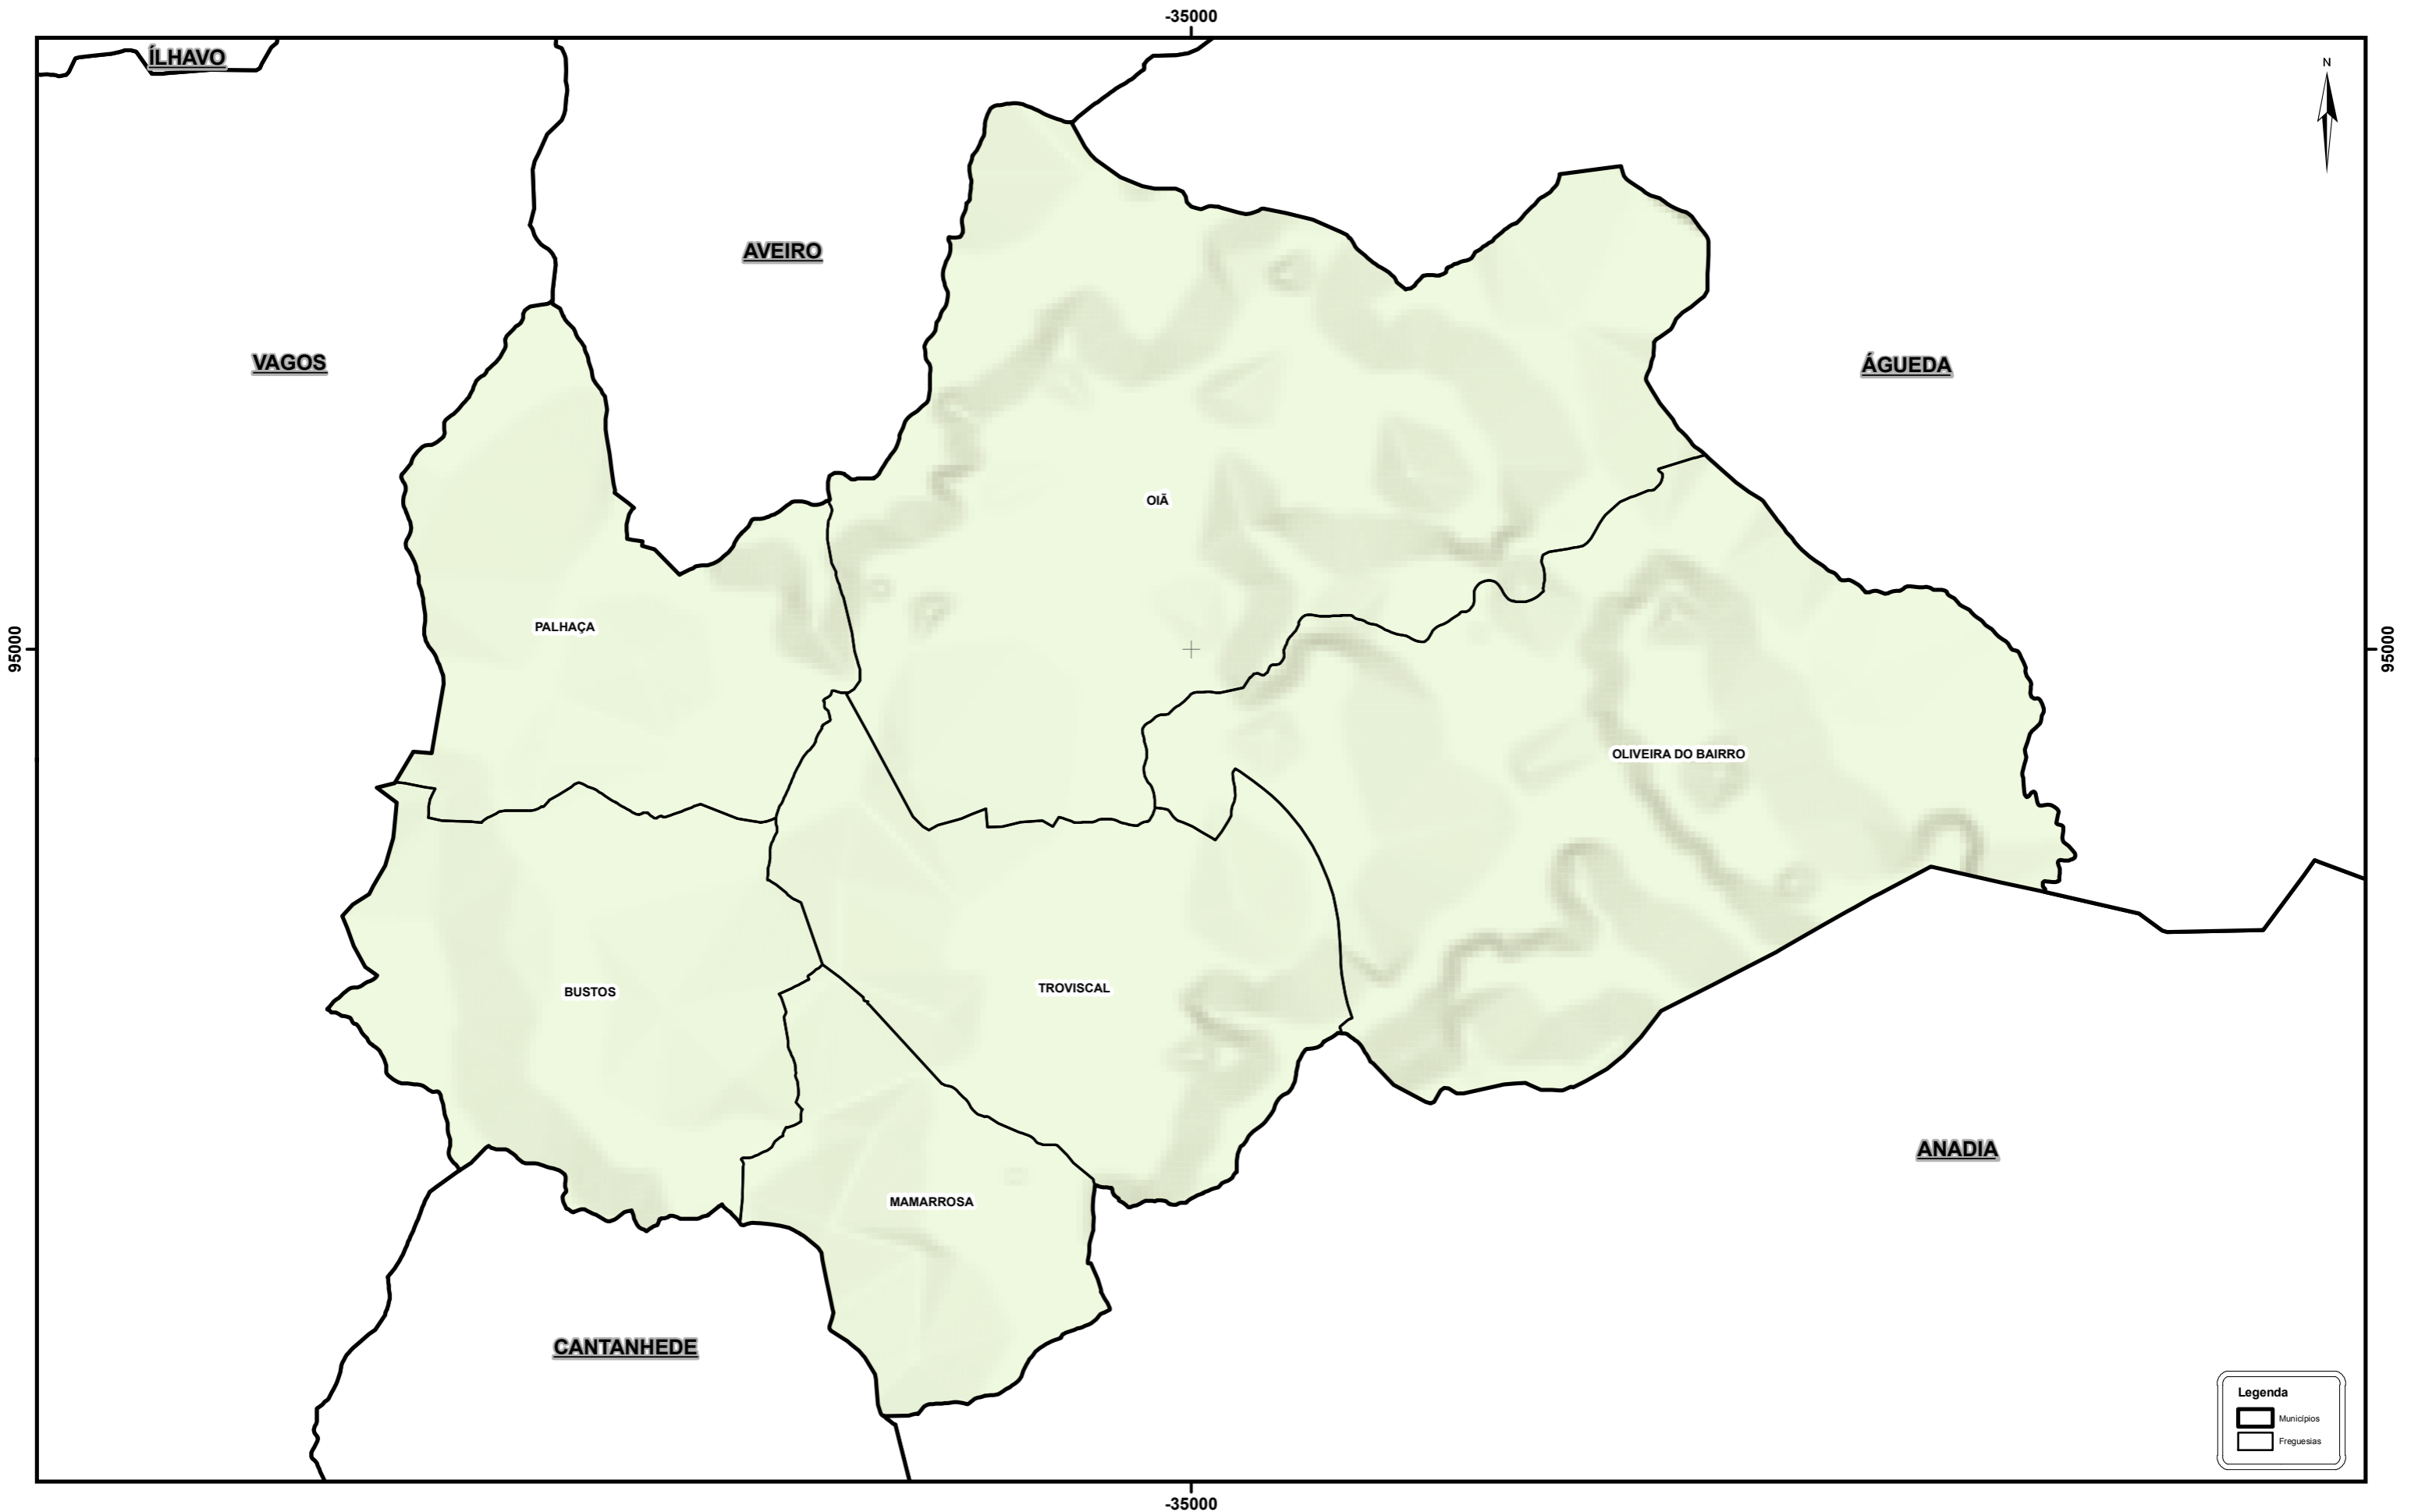 -35000
ÍLHAVO
N
AVEIRO
VAGOS
ÁGUEDA
OIÃ
PALHAÇA
95000
95000
OLIVEIRA DO BAIRRO
BUSTOS
TROVISCAL
ANADIA
MAMARROSA
CANTANHEDE
Legenda
Municípios
Freguesias
-35000